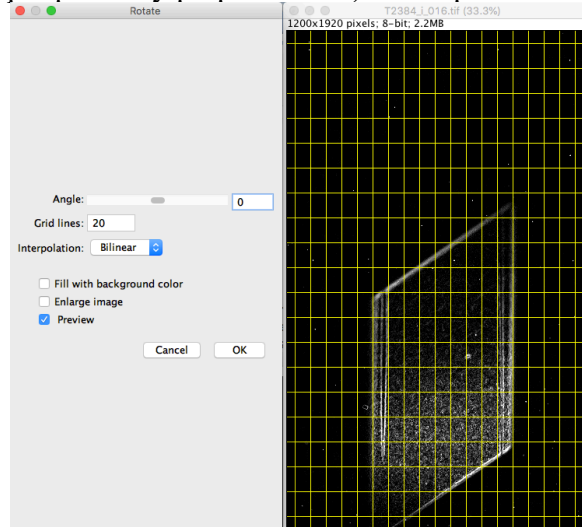 Rotate
T2384_i_016.tif (33.3%)
1200x1920 pixels; 8-bit; 2.2MB
Angle: 0
Grid lines: 20
Interpolation: Bilinear
Fill with background color
Enlarge image
Preview
Cancel OK